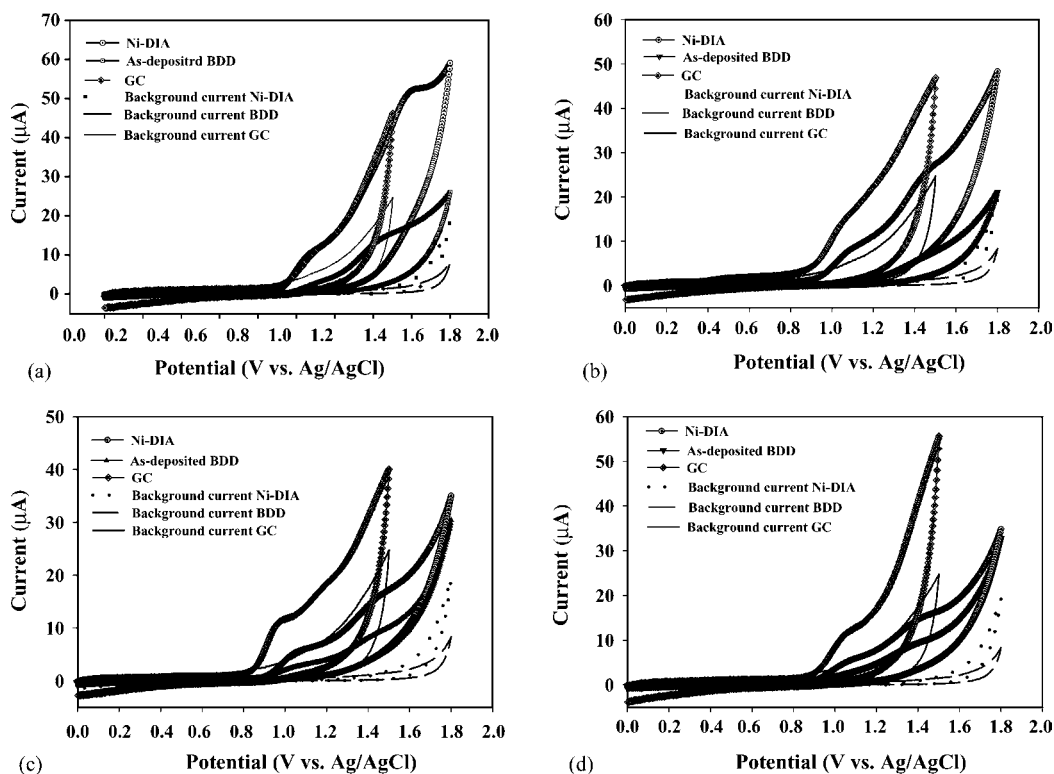 70
60
50
40
30
20
10
0
Current (μA)
Ni-DIA
As-depositrd BDD
GC
Background current Ni-DIA
Background current BDD
Background current GC
0.0 0.2 0.4 0.6 0.8 1.0 1.2 1.4 1.6 1.8 2.0
Potential (V vs. Ag/AgCl)
(a)
60
50
40
30
20
10
0
Current (μA)
Ni-DIA
As-deposited BDD
GC
Background current Ni-DIA
Background current BDD
Background current GC
0.0 0.2 0.4 0.6 0.8 1.0 1.2 1.4 1.6 1.8 2.0
Potential (V vs. Ag/AgCl)
(b)
50
40
30
20
10
0
Current (μA)
Ni-DIA
As-deposited BDD
GC
Background current Ni-DIA
Background current BDD
Background current GC
0.0 0.2 0.4 0.6 0.8 1.0 1.2 1.4 1.6 1.8 2.0
Potential (V vs. Ag/AgCl)
(c)
60
50
40
30
20
10
0
Current (μA)
Ni-DIA
As-deposited BDD
GC
Background current Ni-DIA
Background current BDD
Background current GC
0.0 0.2 0.4 0.6 0.8 1.0 1.2 1.4 1.6 1.8 2.0
Potential (V vs. Ag/AgCl)
(d)